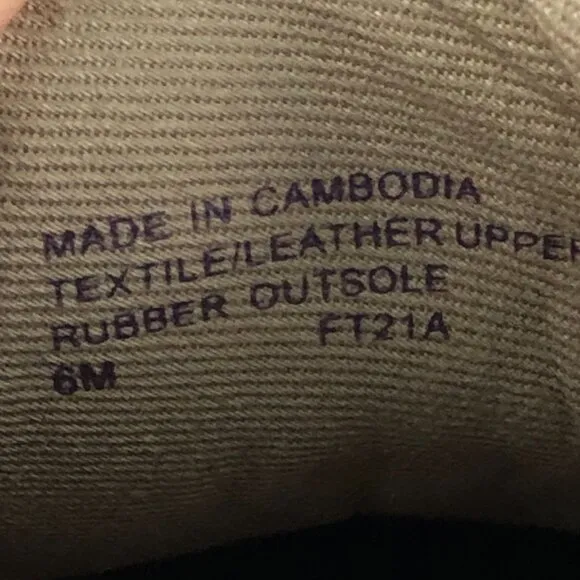 MADE IN CAMBODIA
TEXTILE/LEATHER UPPER
RUBBER OUTSOLE
FT21A
6M